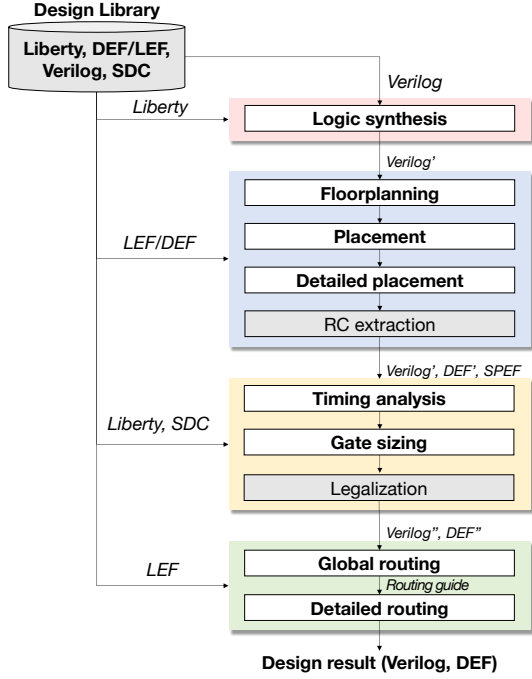 Design Library
Liberty, DEF/LEF,
Verilog, SDC
Verilog
Liberty
Logic synthesis
Verilog'
Floorplanning
Placement
LEF/DEF
Detailed placement
RC extraction
Verilog', DEF', SPEF
Timing analysis
Liberty, SDC
Gate sizing
Legalization
Verilog", DEF"
Global routing
LEF
Routing guide
Detailed routing
Design result (Verilog, DEF)